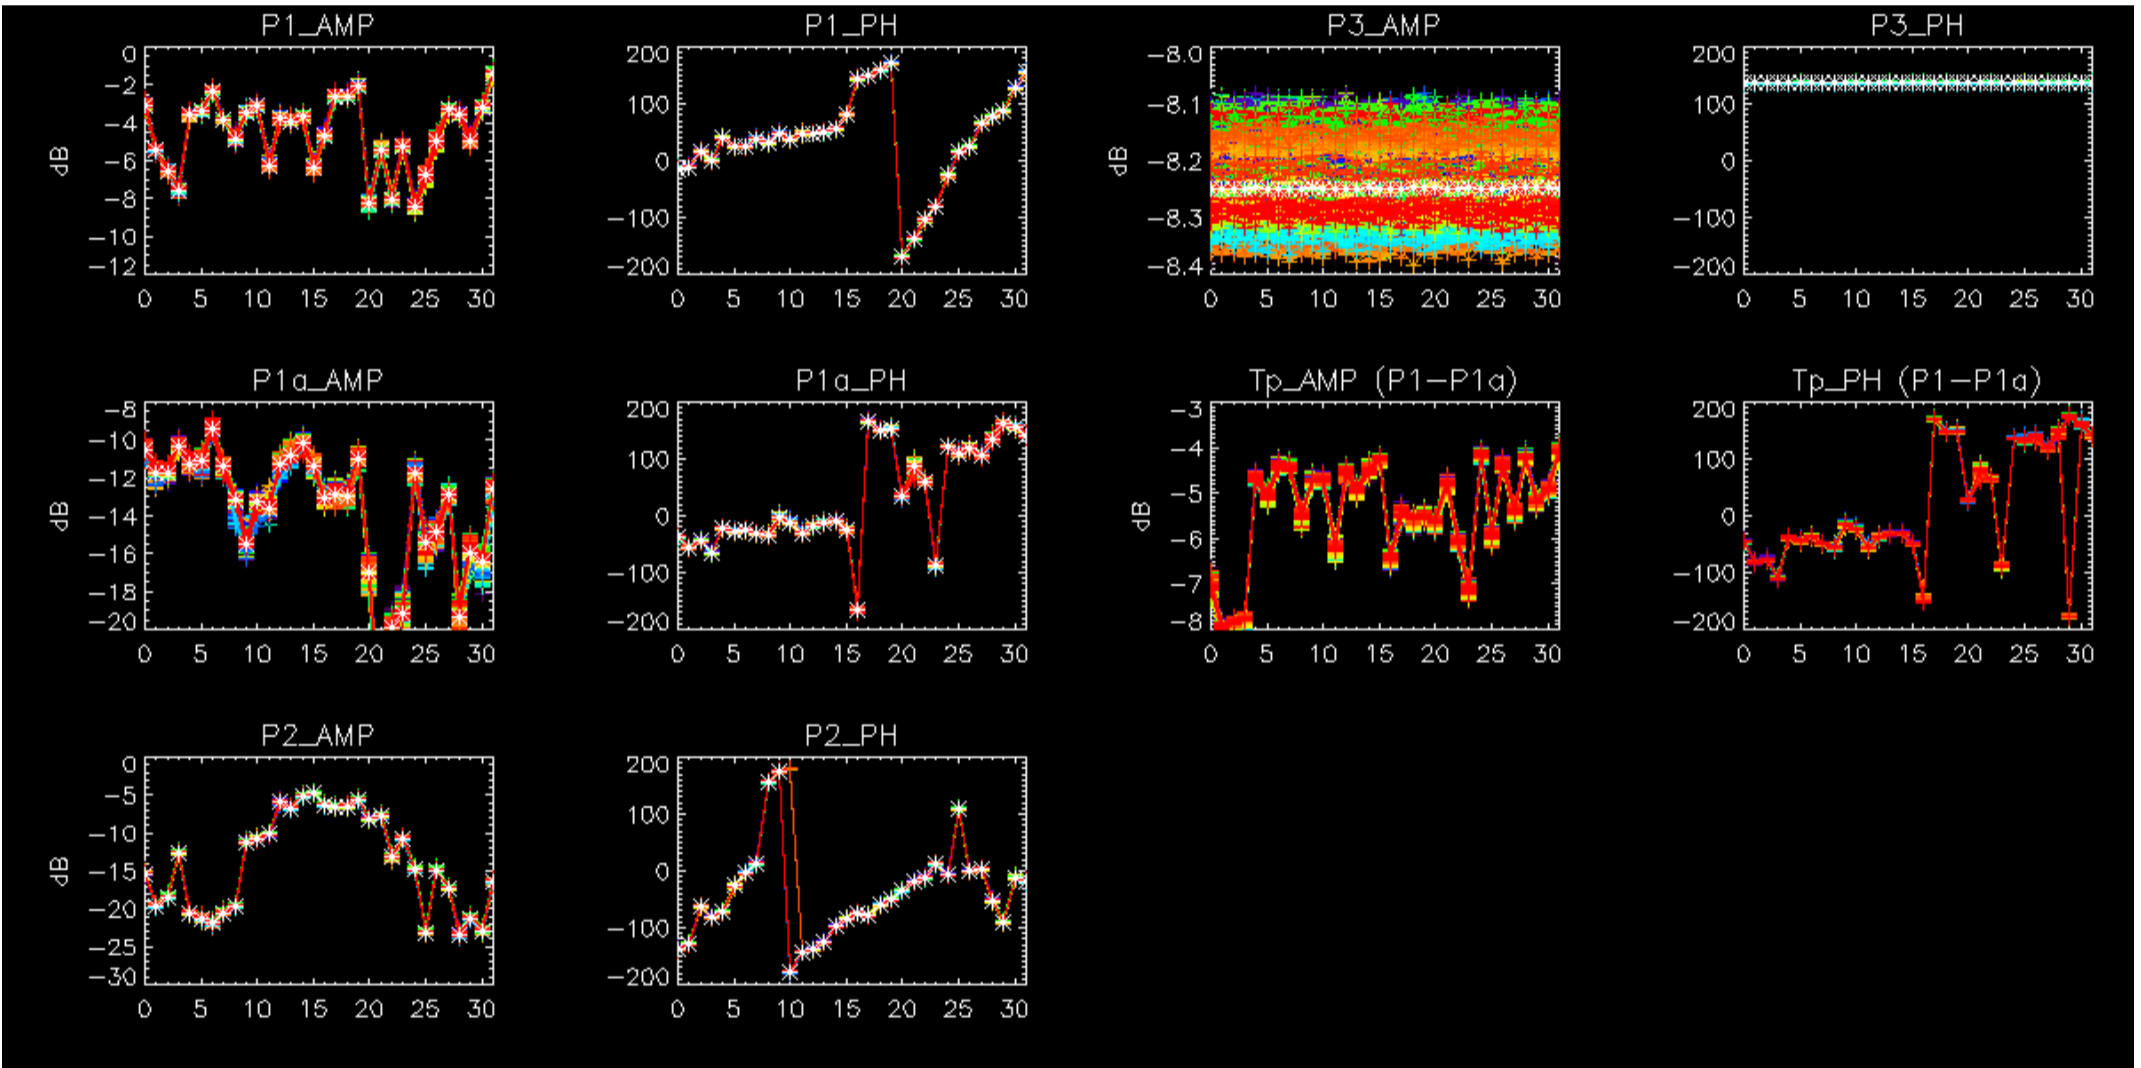 P1_AMP
P1_PH
P3_AMP
P3_PH
0
−2
−4
−6
−8
−10
−12
dB
0 5 10 15 20 25 30
200
100
0
−100
−200
0 5 10 15 20 25 30
−8.0
−8.1
−8.2
−8.3
−8.4
dB
0 5 10 15 20 25 30
200
100
0
−100
−200
0 5 10 15 20 25 30
P1a_AMP
P1a_PH
Tp_AMP (P1−P1a)
Tp_PH (P1−P1a)
−8
−10
−12
−14
−16
−18
−20
dB
0 5 10 15 20 25 30
200
100
0
−100
−200
0 5 10 15 20 25 30
−3
−4
−5
−6
−7
−8
dB
0 5 10 15 20 25 30
200
100
0
−100
−200
0 5 10 15 20 25 30
P2_AMP
P2_PH
0
−5
−10
−15
−20
−25
−30
dB
0 5 10 15 20 25 30
200
100
0
−100
−200
0 5 10 15 20 25 30